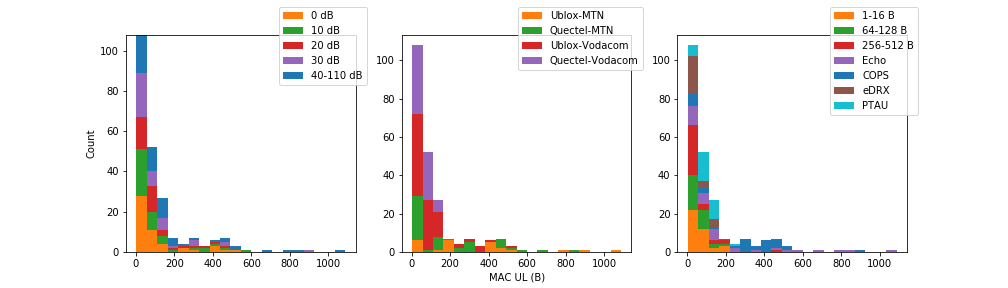 0 dB
10 dB
20 dB
30 dB
40-110 dB
Count
100
80
60
40
20
0
0 200 400 600 800 1000
Ublox-MTN
Quectel-MTN
Ublox-Vodacom
Quectel-Vodacom
100
80
60
40
20
0
0 200 400 600 800 1000
MAC UL (B)
1-16 B
64-128 B
256-512 B
Echo
COPS
eDRX
PTAU
100
80
60
40
20
0
0 200 400 600 800 1000